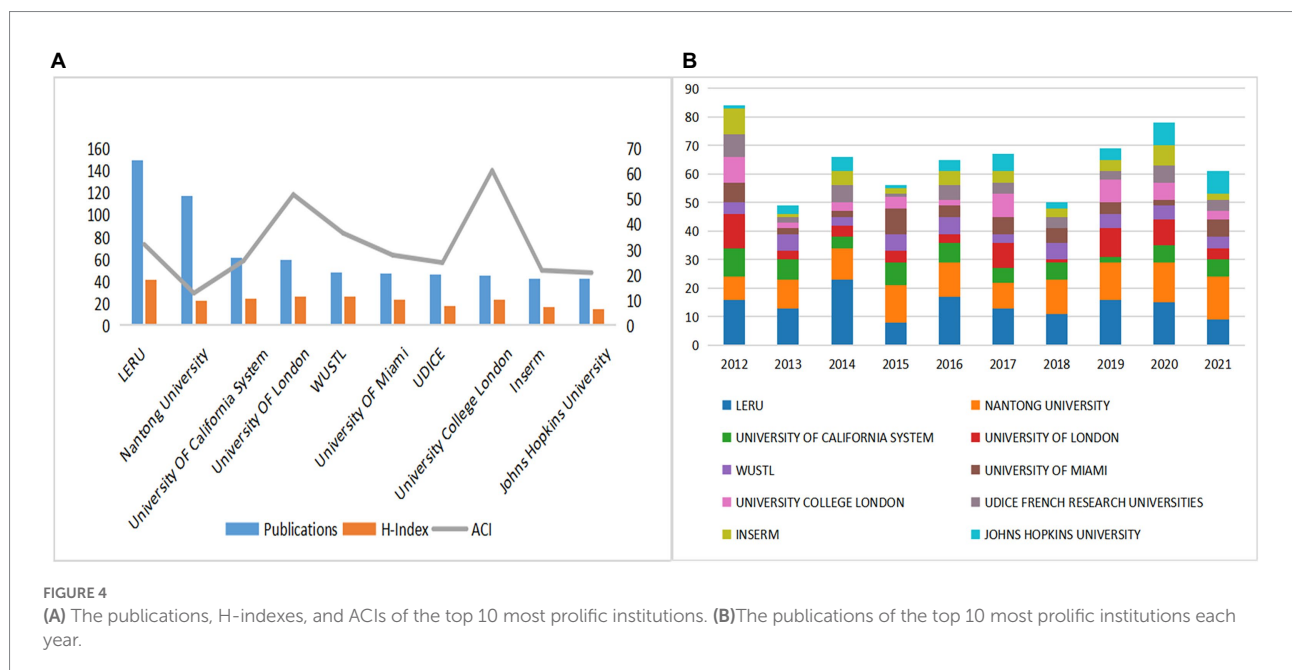 A
160
140
120
100
80
60
40
20
0
70
60
50
40
30
20
10
0
LERU
Nantong University
University OF California System
University OF London
WUSTL
University OF Miami
UDICE
University College London
Inserm
Johns Hopkins University
Publications H-Index ACI
B
90
80
70
60
50
40
30
20
10
0
2012 2013 2014 2015 2016 2017 2018 2019 2020 2021
LERU NANTONG UNIVERSITY
UNIVERSITY OF CALIFORNIA SYSTEM UNIVERSITY OF LONDON
WUSTL UNIVERSITY OF MIAMI
UNIVERSITY COLLEGE LONDON UDICE FRENCH RESEARCH UNIVERSITIES
INSERM JOHNS HOPKINS UNIVERSITY
FIGURE 4
(A) The publications, H-indexes, and ACIs of the top 10 most prolific institutions. (B)The publications of the top 10 most prolific institutions each
year.